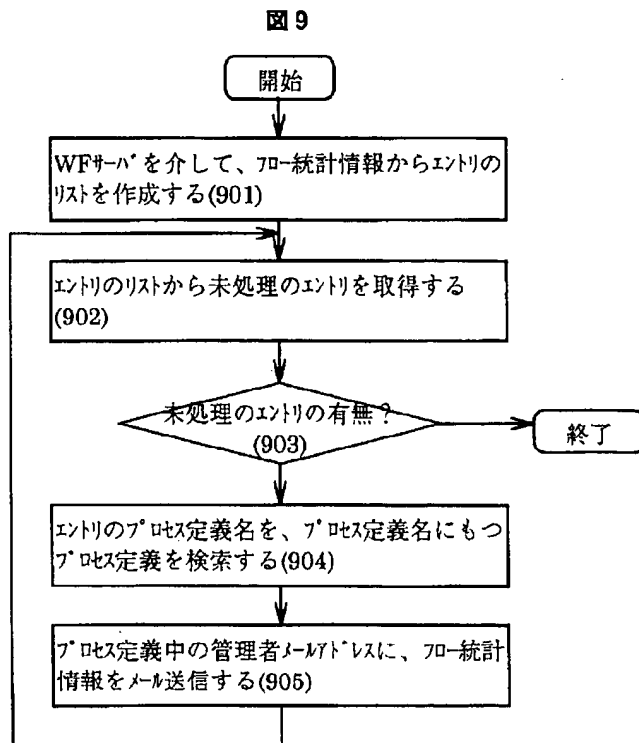 図9
開始
WFｻｰﾊﾞを介して、ﾌﾛｰ統計情報からｴﾝﾄﾘの
ﾘｽﾄを作成する(901)
ｴﾝﾄﾘのﾘｽﾄから未処理のｴﾝﾄﾘを取得する
(902)
未処理のｴﾝﾄﾘの有無？
(903)
終了
ｴﾝﾄﾘのﾌﾟﾛｾｽ定義名を、ﾌﾟﾛｾｽ定義名にもつ
ﾌﾟﾛｾｽ定義を検索する(904)
ﾌﾟﾛｾｽ定義中の管理者ﾒｰﾙｱﾄﾞﾚｽに、ﾌﾛｰ統計
情報をﾒｰﾙ送信する(905)